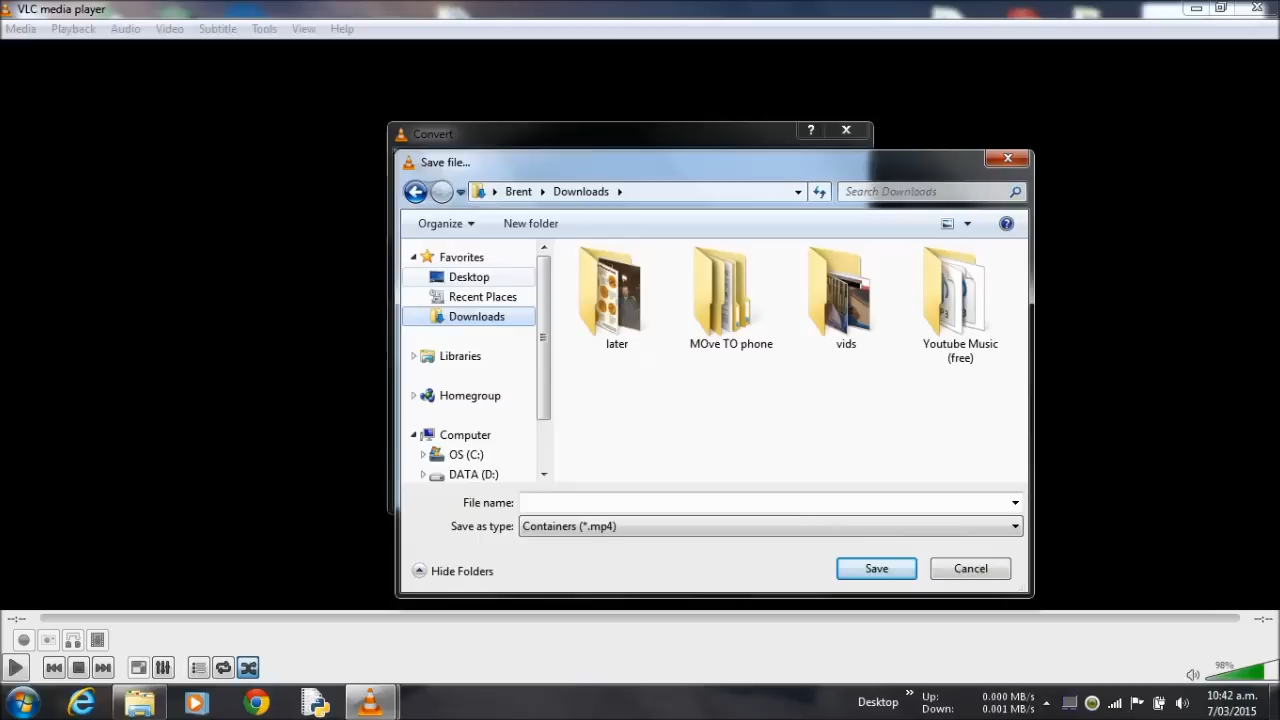 VLC media player
Media Playback Audio Video Subtitle Tools View Help
Convert
?
Save file...
Brent Downloads
Search Downloads
Organize New folder
Favorites
Desktop
Recent Places
Downloads
Libraries
Homegroup
Computer
OS (C:)
DATA (D:)
later
MOve TO phone
vids
Youtube Music
(free)
File name:
Save as type: Containers (*.mp4)
Hide Folders
Save Cancel
--:-- --:--
98%
Desktop »
Up: 0.000 MB/s
Down: 0.001 MB/s
10:42 a.m.
7/03/2015